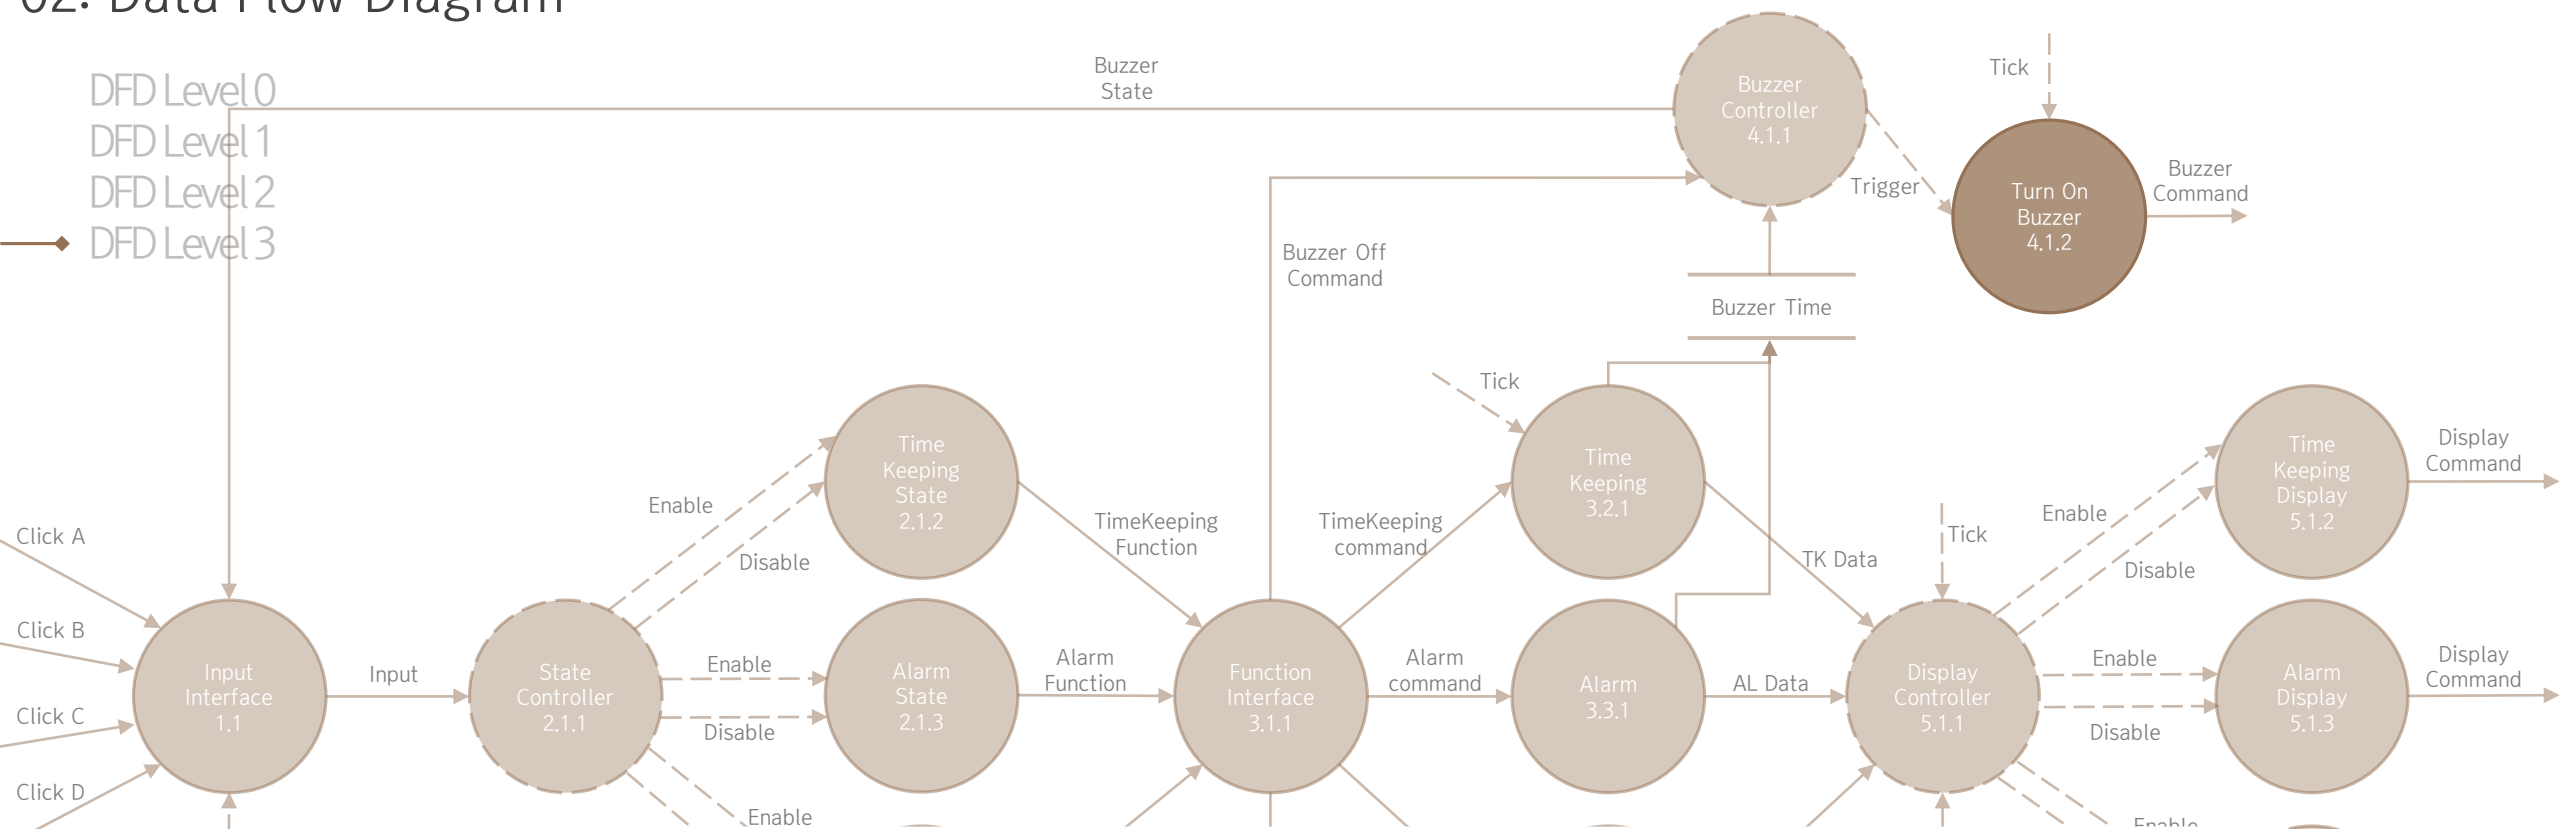 02. Data Flow Diagram
DFD Level 0
DFD Level 1
DFD Level 2
DFD Level 3
Buzzer
State
Buzzer
Controller
4.1.1
Tick
Trigger
Turn On
Buzzer
4.1.2
Buzzer
Command
Buzzer Off
Command
Buzzer Time
Tick
Click A
Click B
Click C
Click D
Input
Interface
1.1
Input
State
Controller
2.1.1
Enable
Disable
Enable
Disable
Enable
Time
Keeping
State
2.1.2
Alarm
State
2.1.3
TimeKeeping
Function
Alarm
Function
Function
Interface
3.1.1
TimeKeeping
command
Alarm
command
Time
Keeping
3.2.1
Alarm
3.3.1
TK Data
AL Data
Tick
Display
Controller
5.1.1
Enable
Disable
Enable
Disable
Enable
Time
Keeping
Display
5.1.2
Display
Command
Alarm
Display
5.1.3
Display
Command